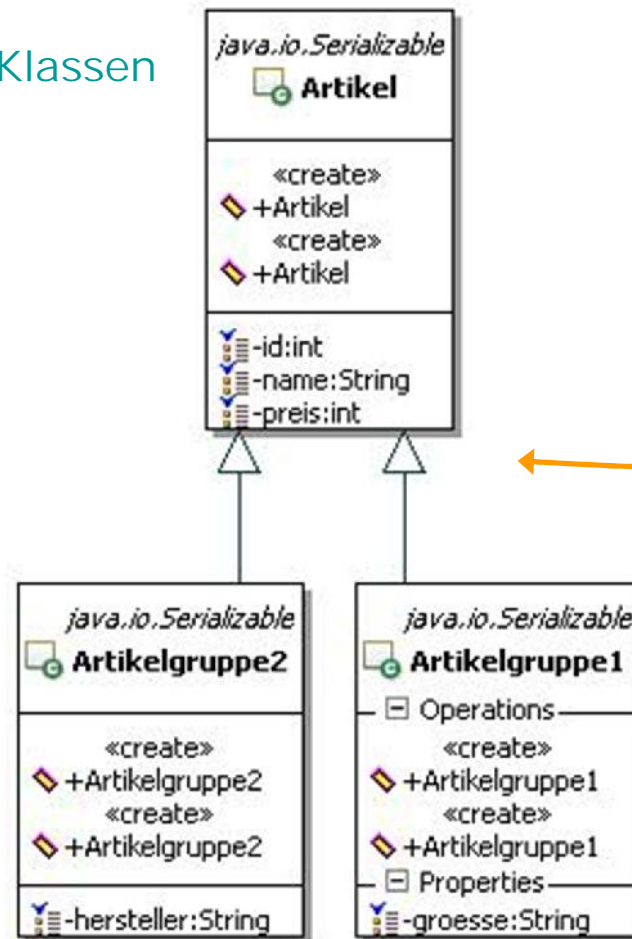 Klassen
java.io.Serializable
Artikel
«create»
+Artikel
«create»
+Artikel
-id:int
-name:String
-preis:int
java.io.Serializable
Artikelgruppe2
«create»
+Artikelgruppe2
«create»
+Artikelgruppe2
-hersteller:String
java.io.Serializable
Artikelgruppe1
Operations
«create»
+Artikelgruppe1
«create»
+Artikelgruppe1
Properties
-groesse:String